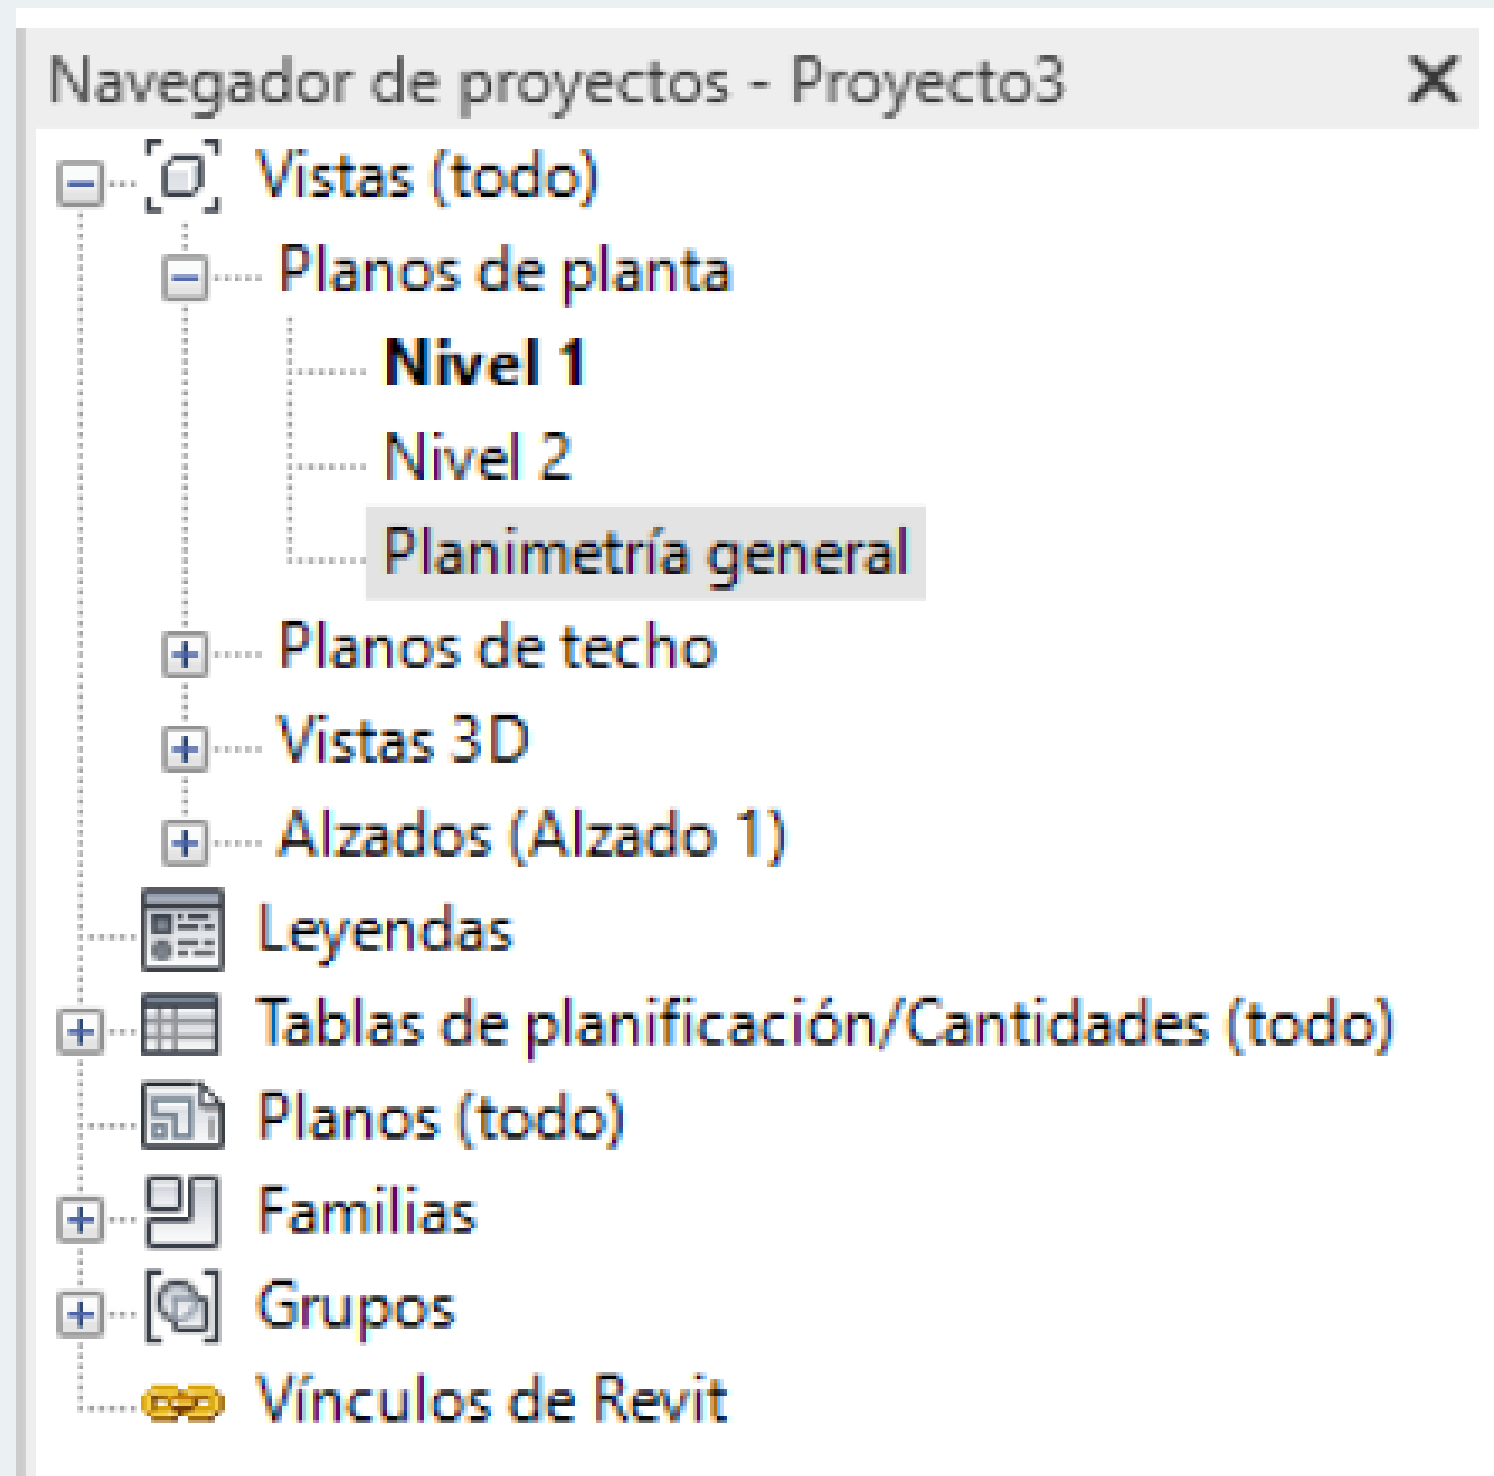 Navegador de proyectos - Proyecto3
Vistas (todo)
Planos de planta
Nivel 1
Nivel 2
Planimetría general
Planos de techo
Vistas 3D
Alzados (Alzado 1)
Leyendas
Tablas de planificación/Cantidades (todo)
Planos (todo)
Familias
Grupos
Vínculos de Revit